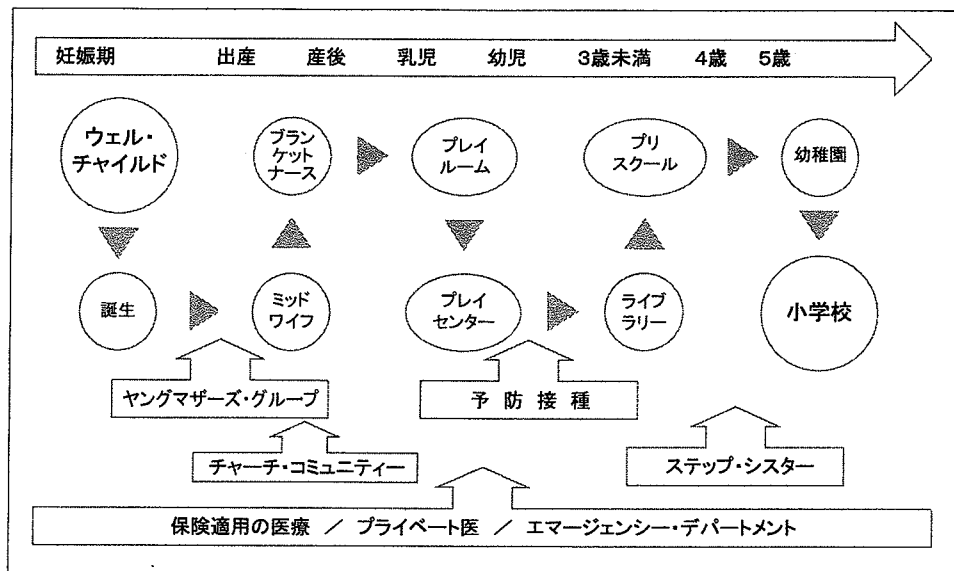 妊娠期 出産 産後 乳児 幼児 3歳未満 4歳 5歳
ウェル・
チャイルド
ブラン
ケット
ナース
プレイ
ルーム
プリ
スクール
幼稚園
誕生
ミッド
ワイフ
プレイ
センター
ライブ
ラリー
小学校
ヤングマザーズ・グループ
予防接種
チャーチ・コミュニティー
ステップ・シスター
保険適用の医療 / プライベート医 / エマージェンシー・デパートメント